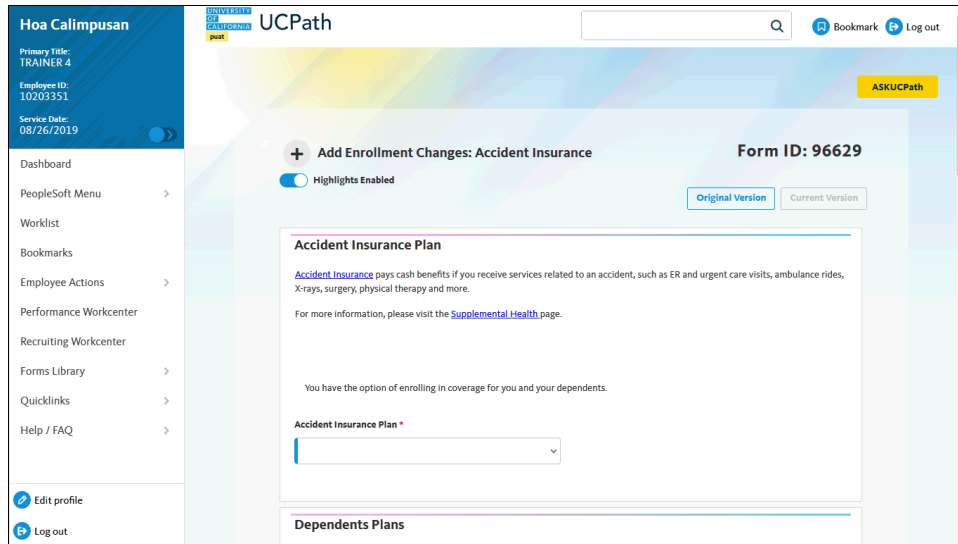 Hoa Calimpusan
Primary Title:
TRAINER 4
Employee ID:
10203351
Service Date:
08/26/2019
Dashboard
PeopleSoft Menu
Worklist
Bookmarks
Employee Actions
Performance Workcenter
Recruiting Workcenter
Forms Library
Quicklinks
Help / FAQ
Edit profile
Log out
UNIVERSITY
OF
CALIFORNIA
puat
UCPath
Bookmark
Log out
ASKUCPath
Add Enrollment Changes: Accident Insurance
Form ID: 96629
Highlights Enabled
Original Version
Current Version
Accident Insurance Plan
Accident Insurance pays cash benefits if you receive services related to an accident, such as ER and urgent care visits, ambulance rides,
X-rays, surgery, physical therapy and more.
For more information, please visit the Supplemental Health page.
You have the option of enrolling in coverage for you and your dependents.
Accident Insurance Plan *
Dependents Plans